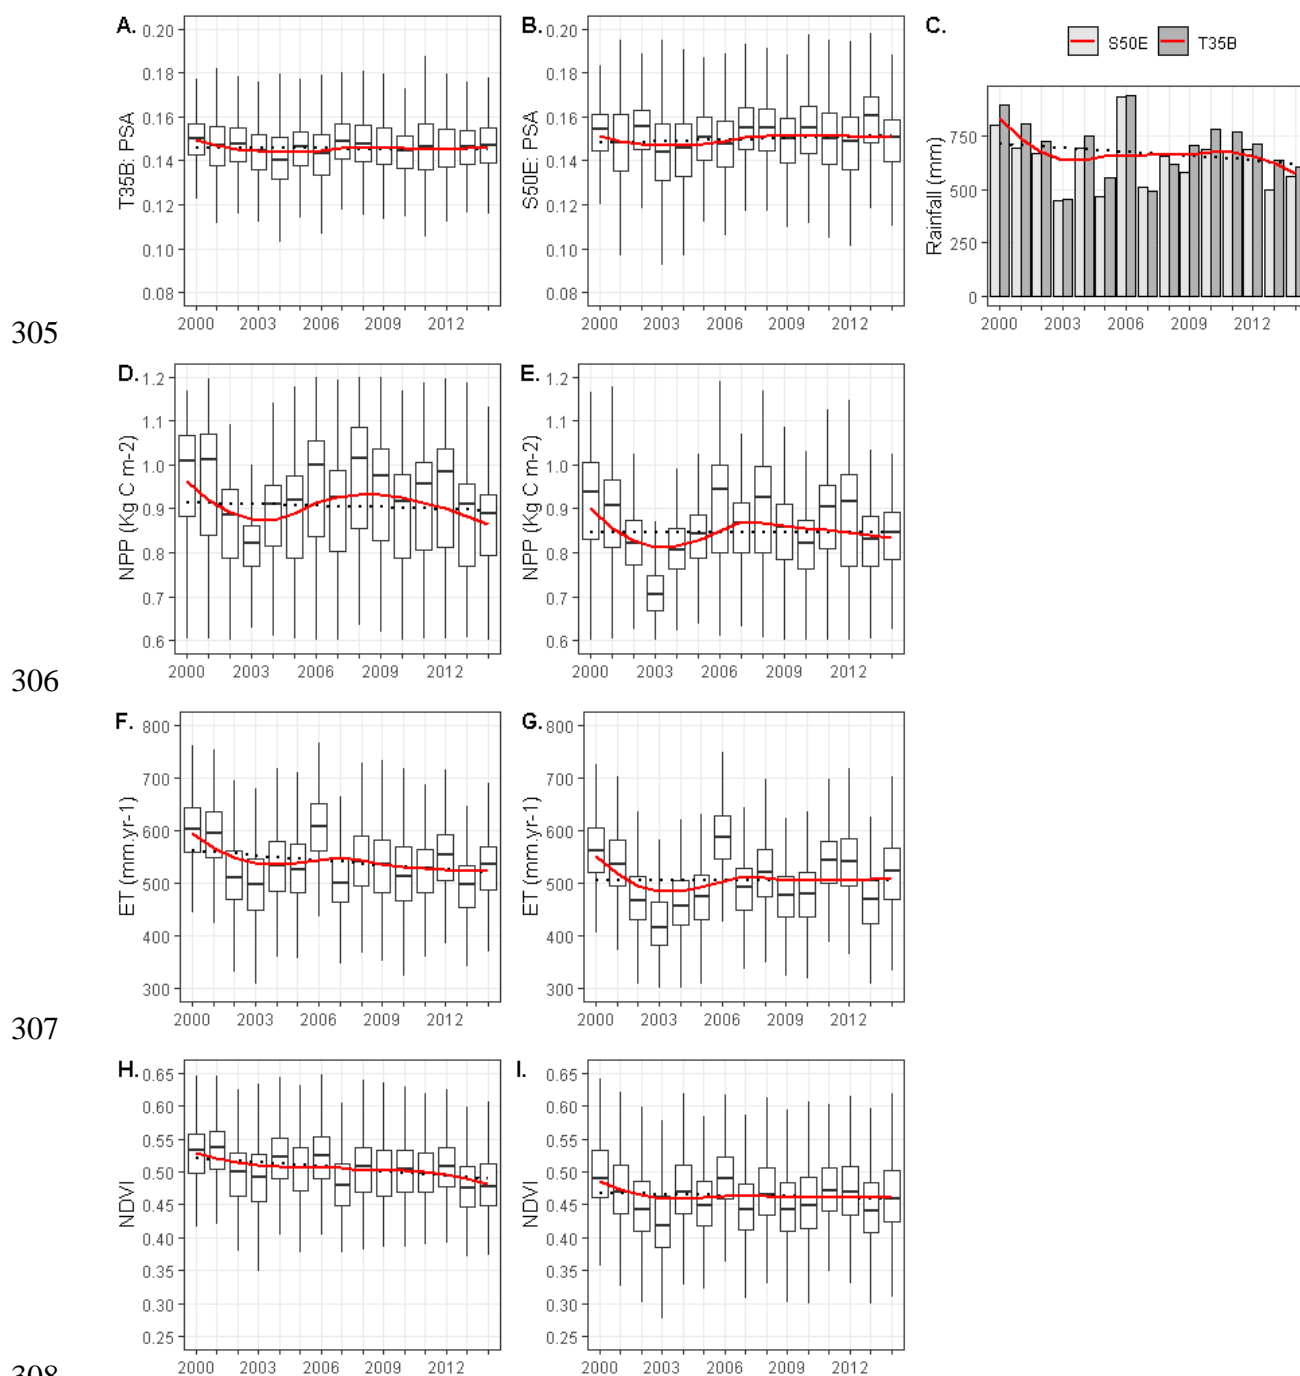 A. B. C. S50E T35B
T35B: PSA
0.20
0.18
0.16
0.14
0.12
0.10
0.08
2000 2003 2006 2009 2012
S50E: PSA
0.20
0.18
0.16
0.14
0.12
0.10
0.08
2000 2003 2006 2009 2012
Rainfall (mm)
750
500
250
0
2000 2003 2006 2009 2012
305
D.
NPP (Kg C m-2)
1.2
1.1
1.0
0.9
0.8
0.7
0.6
2000 2003 2006 2009 2012
E.
NPP (Kg C m-2)
1.2
1.1
1.0
0.9
0.8
0.7
0.6
2000 2003 2006 2009 2012
306
F.
ET (mm.yr-1)
800
700
600
500
400
300
2000 2003 2006 2009 2012
G.
ET (mm.yr-1)
800
700
600
500
400
300
2000 2003 2006 2009 2012
307
H.
NDVI
0.65
0.60
0.55
0.50
0.45
0.40
0.35
0.30
0.25
2000 2003 2006 2009 2012
I.
NDVI
0.65
0.60
0.55
0.50
0.45
0.40
0.35
0.30
0.25
2000 2003 2006 2009 2012
308